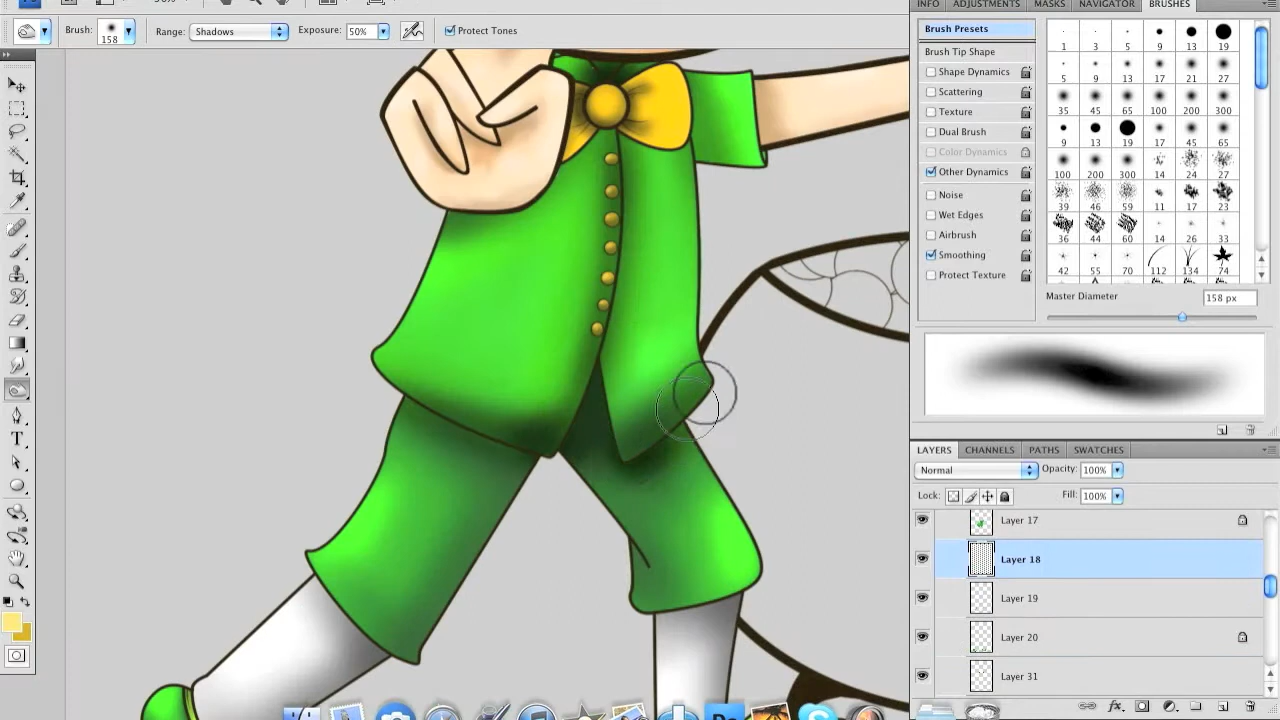 Brush: 158 Range: Shadows Exposure: 50% Protect Tones
INFO ADJUSTMENTS MASKS NAVIGATOR BRUSHES
Brush Presets
Brush Tip Shape
Shape Dynamics
Scattering
Texture
Dual Brush
Color Dynamics
Other Dynamics
Noise
Wet Edges
Airbrush
Smoothing
Protect Texture
1 3 5 9 13 19
5 9 13 17 21 27
35 45 65 100 200 300
9 13 19 17 45 65
100 200 300 14 24 27
39 46 59 11 17 23
36 44 60 14 26 33
42 55 70 112 134 74
Master Diameter 158 px
LAYERS CHANNELS PATHS SWATCHES
Normal Opacity: 100%
Lock: Fill: 100%
Layer 17
Layer 18
Layer 19
Layer 20
Layer 31